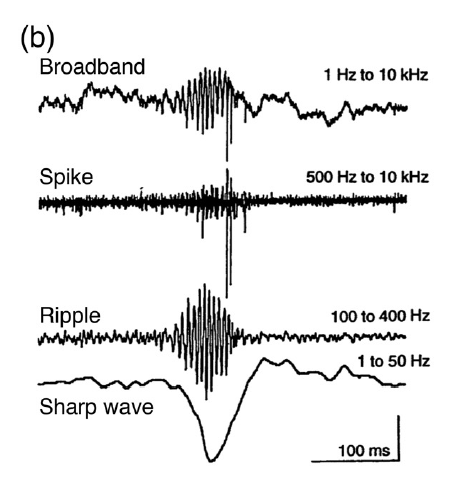 (b)
Broadband 1 Hz to 10 kHz
Spike 500 Hz to 10 kHz
Ripple 100 to 400 Hz
1 to 50 Hz
Sharp wave
100 ms